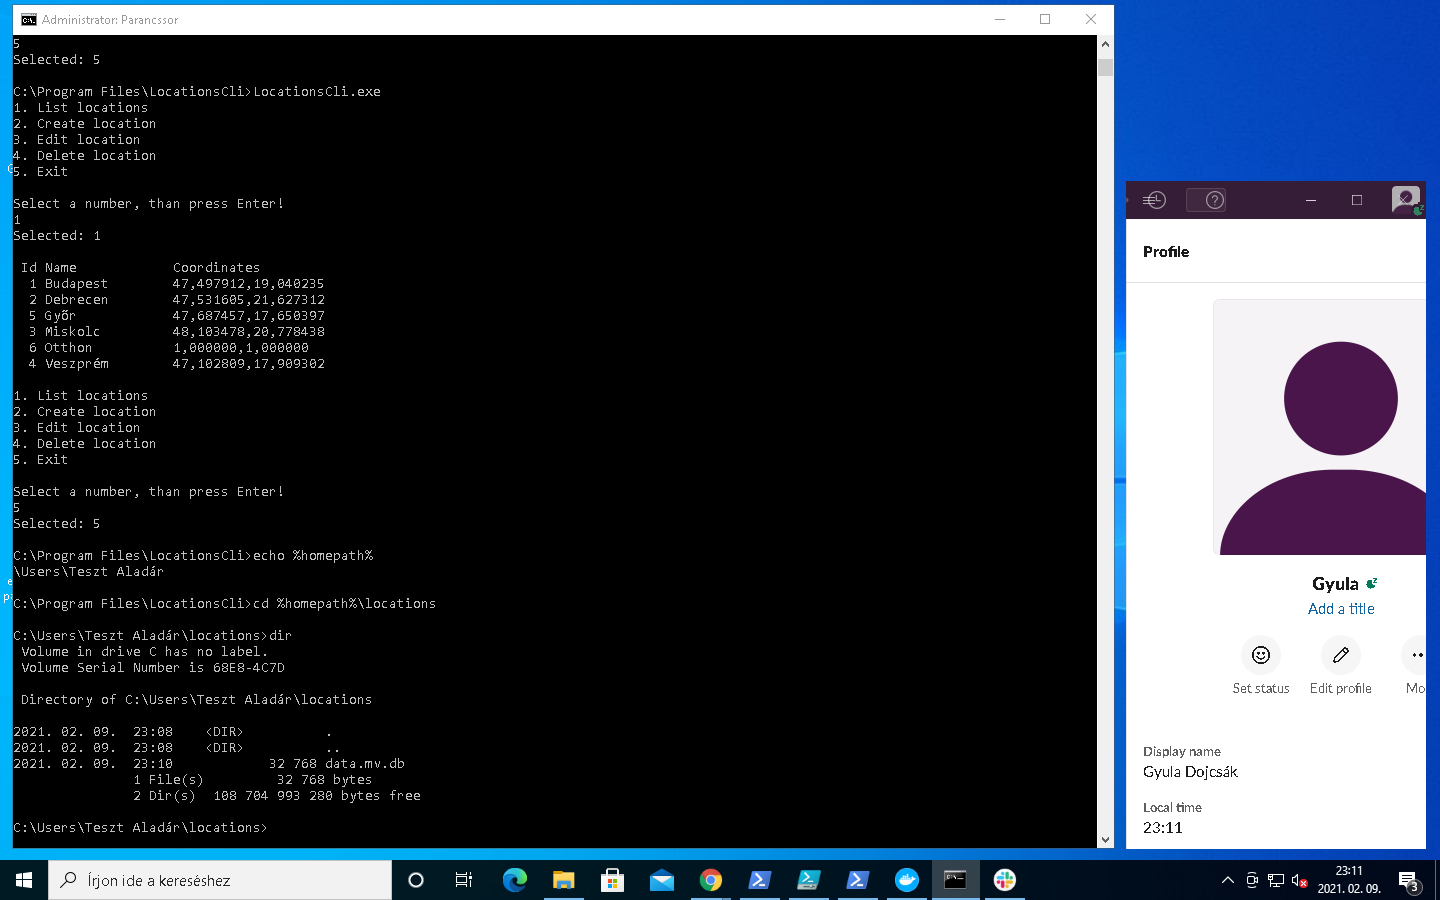 Administrator: Parancssor
5
Selected: 5
C:\Program Files\LocationsCli>LocationsCli.exe
1. List locations
2. Create location
3. Edit location
4. Delete location
5. Exit
Select a number, than press Enter!
1
Selected: 1
Id Name Coordinates
1 Budapest 47,497912,19,040235
2 Debrecen 47,531605,21,627312
5 Győr 47,687457,17,650397
3 Miskolc 48,103478,20,778438
6 Otthon 1,000000,1,000000
4 Veszprém 47,102809,17,909302
1. List locations
2. Create location
3. Edit location
4. Delete location
5. Exit
Select a number, than press Enter!
5
Selected: 5
C:\Program Files\LocationsCli>echo %homepath%
\Users\Teszt Aladár
C:\Program Files\LocationsCli>cd %homepath%\locations
C:\Users\Teszt Aladár\locations>dir
Volume in drive C has no label.
Volume Serial Number is 68E8-4C7D
Directory of C:\Users\Teszt Aladár\locations
2021. 02. 09. 23:08 <DIR> .
2021. 02. 09. 23:08 <DIR> ..
2021. 02. 09. 23:10 32 768 data.mv.db
1 File(s) 32 768 bytes
2 Dir(s) 108 704 993 280 bytes free
C:\Users\Teszt Aladár\locations>
Profile
Gyula
Add a title
Set status
Edit profile
Display name
Gyula Dojcsák
Local time
23:11
Írjon ide a kereséshez
23:11
2021. 02. 09.
3